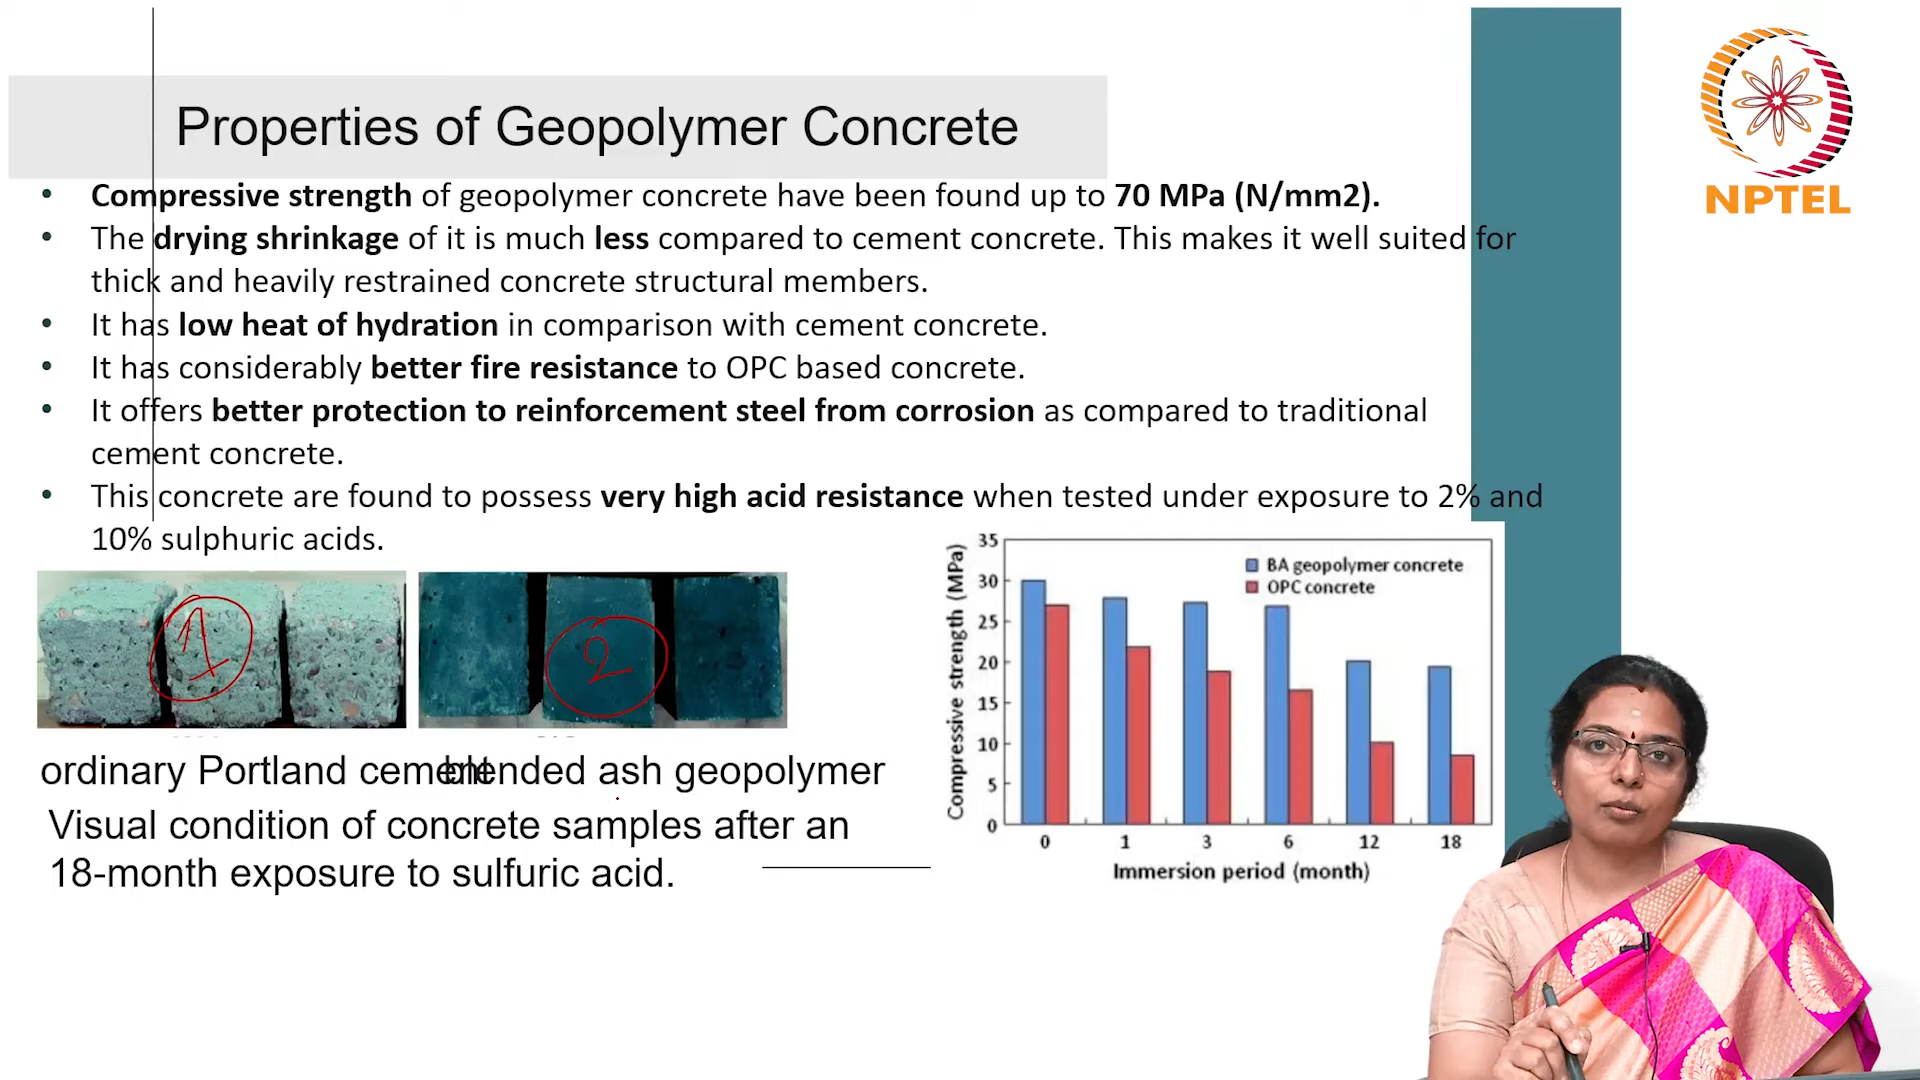 Properties of Geopolymer Concrete
NPTEL
• Compressive strength of geopolymer concrete have been found up to 70 MPa (N/mm2).
• The drying shrinkage of it is much less compared to cement concrete. This makes it well suited for
thick and heavily restrained concrete structural members.
• It has low heat of hydration in comparison with cement concrete.
• It has considerably better fire resistance to OPC based concrete.
• It offers better protection to reinforcement steel from corrosion as compared to traditional
cement concrete.
• This concrete are found to possess very high acid resistance when tested under exposure to 2% and
10% sulphuric acids.
1
2
ordinary Portland cement
blended ash geopolymer
Visual condition of concrete samples after an
18-month exposure to sulfuric acid.
Compressive strength (MPa)
35
30
25
20
15
10
5
0
BA geopolymer concrete
OPC concrete
0 1 3 6 12 18
Immersion period (month)